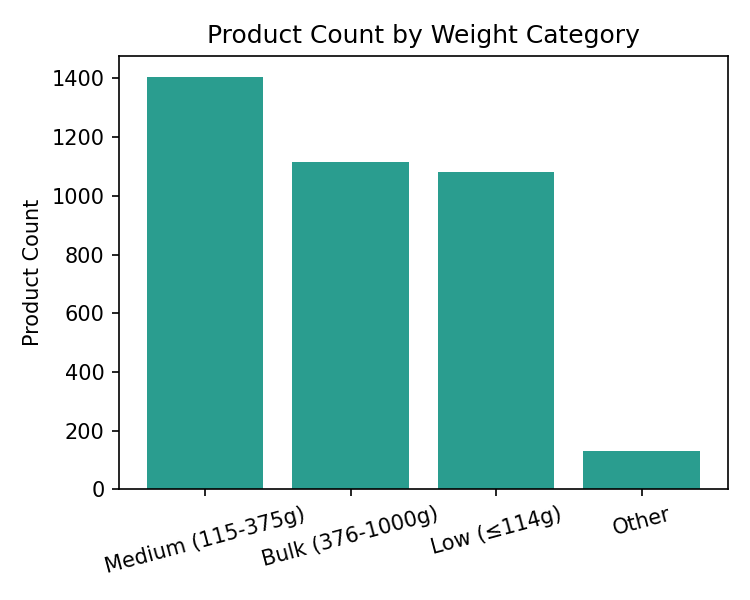 Product Count by Weight Category
Product Count
1400
1200
1000
800
600
400
200
0
Medium (115-375g)
Bulk (376-1000g)
Low (≤114g)
Other